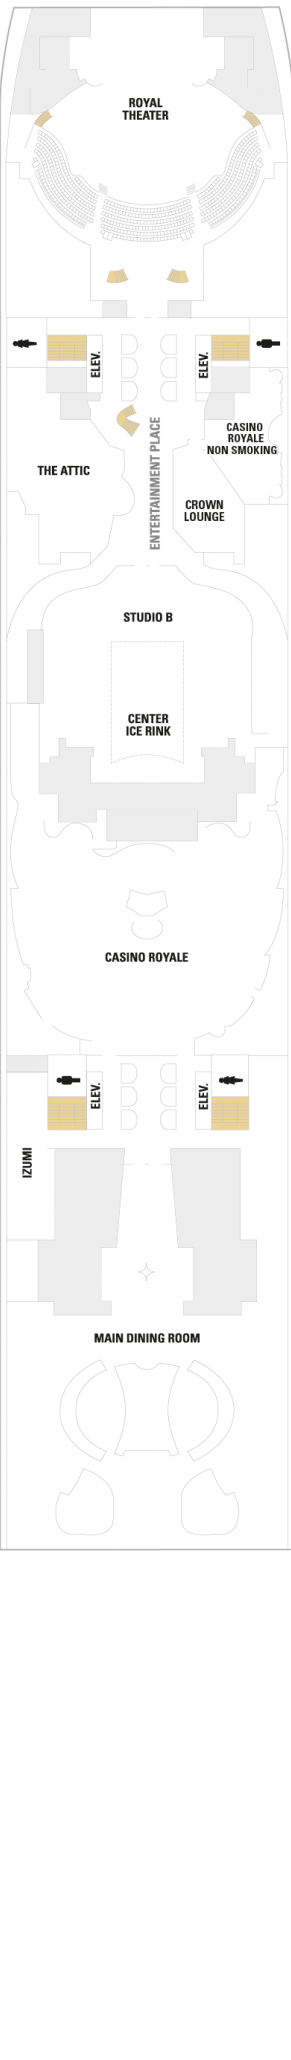 ROYAL
THEATER
ELEV.
ELEV.
ENTERTAINMENT PLACE
CASINO
ROYALE
NON SMOKING
THE ATTIC
CROWN
LOUNGE
STUDIO B
CENTER
ICE RINK
CASINO ROYALE
ELEV.
ELEV.
IZUMI
MAIN DINING ROOM